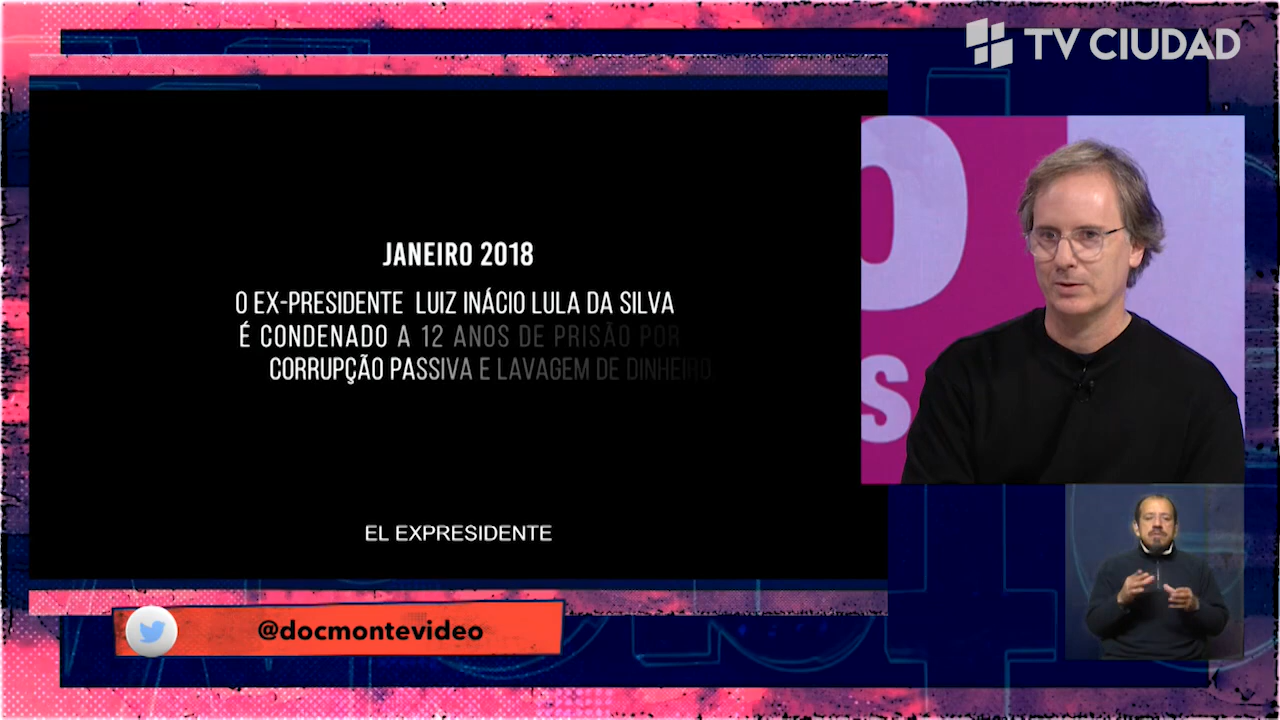 TV CIUDAD
JANEIRO 2018
O EX-PRESIDENTE LUIZ INÁCIO LULA DA SILVA
É CONDENADO A 12 ANOS DE PRISÃO POR
CORRUPÇÃO PASSIVA E LAVAGEM DE DINHEIRO
EL EXPRESIDENTE
@docmontevideo